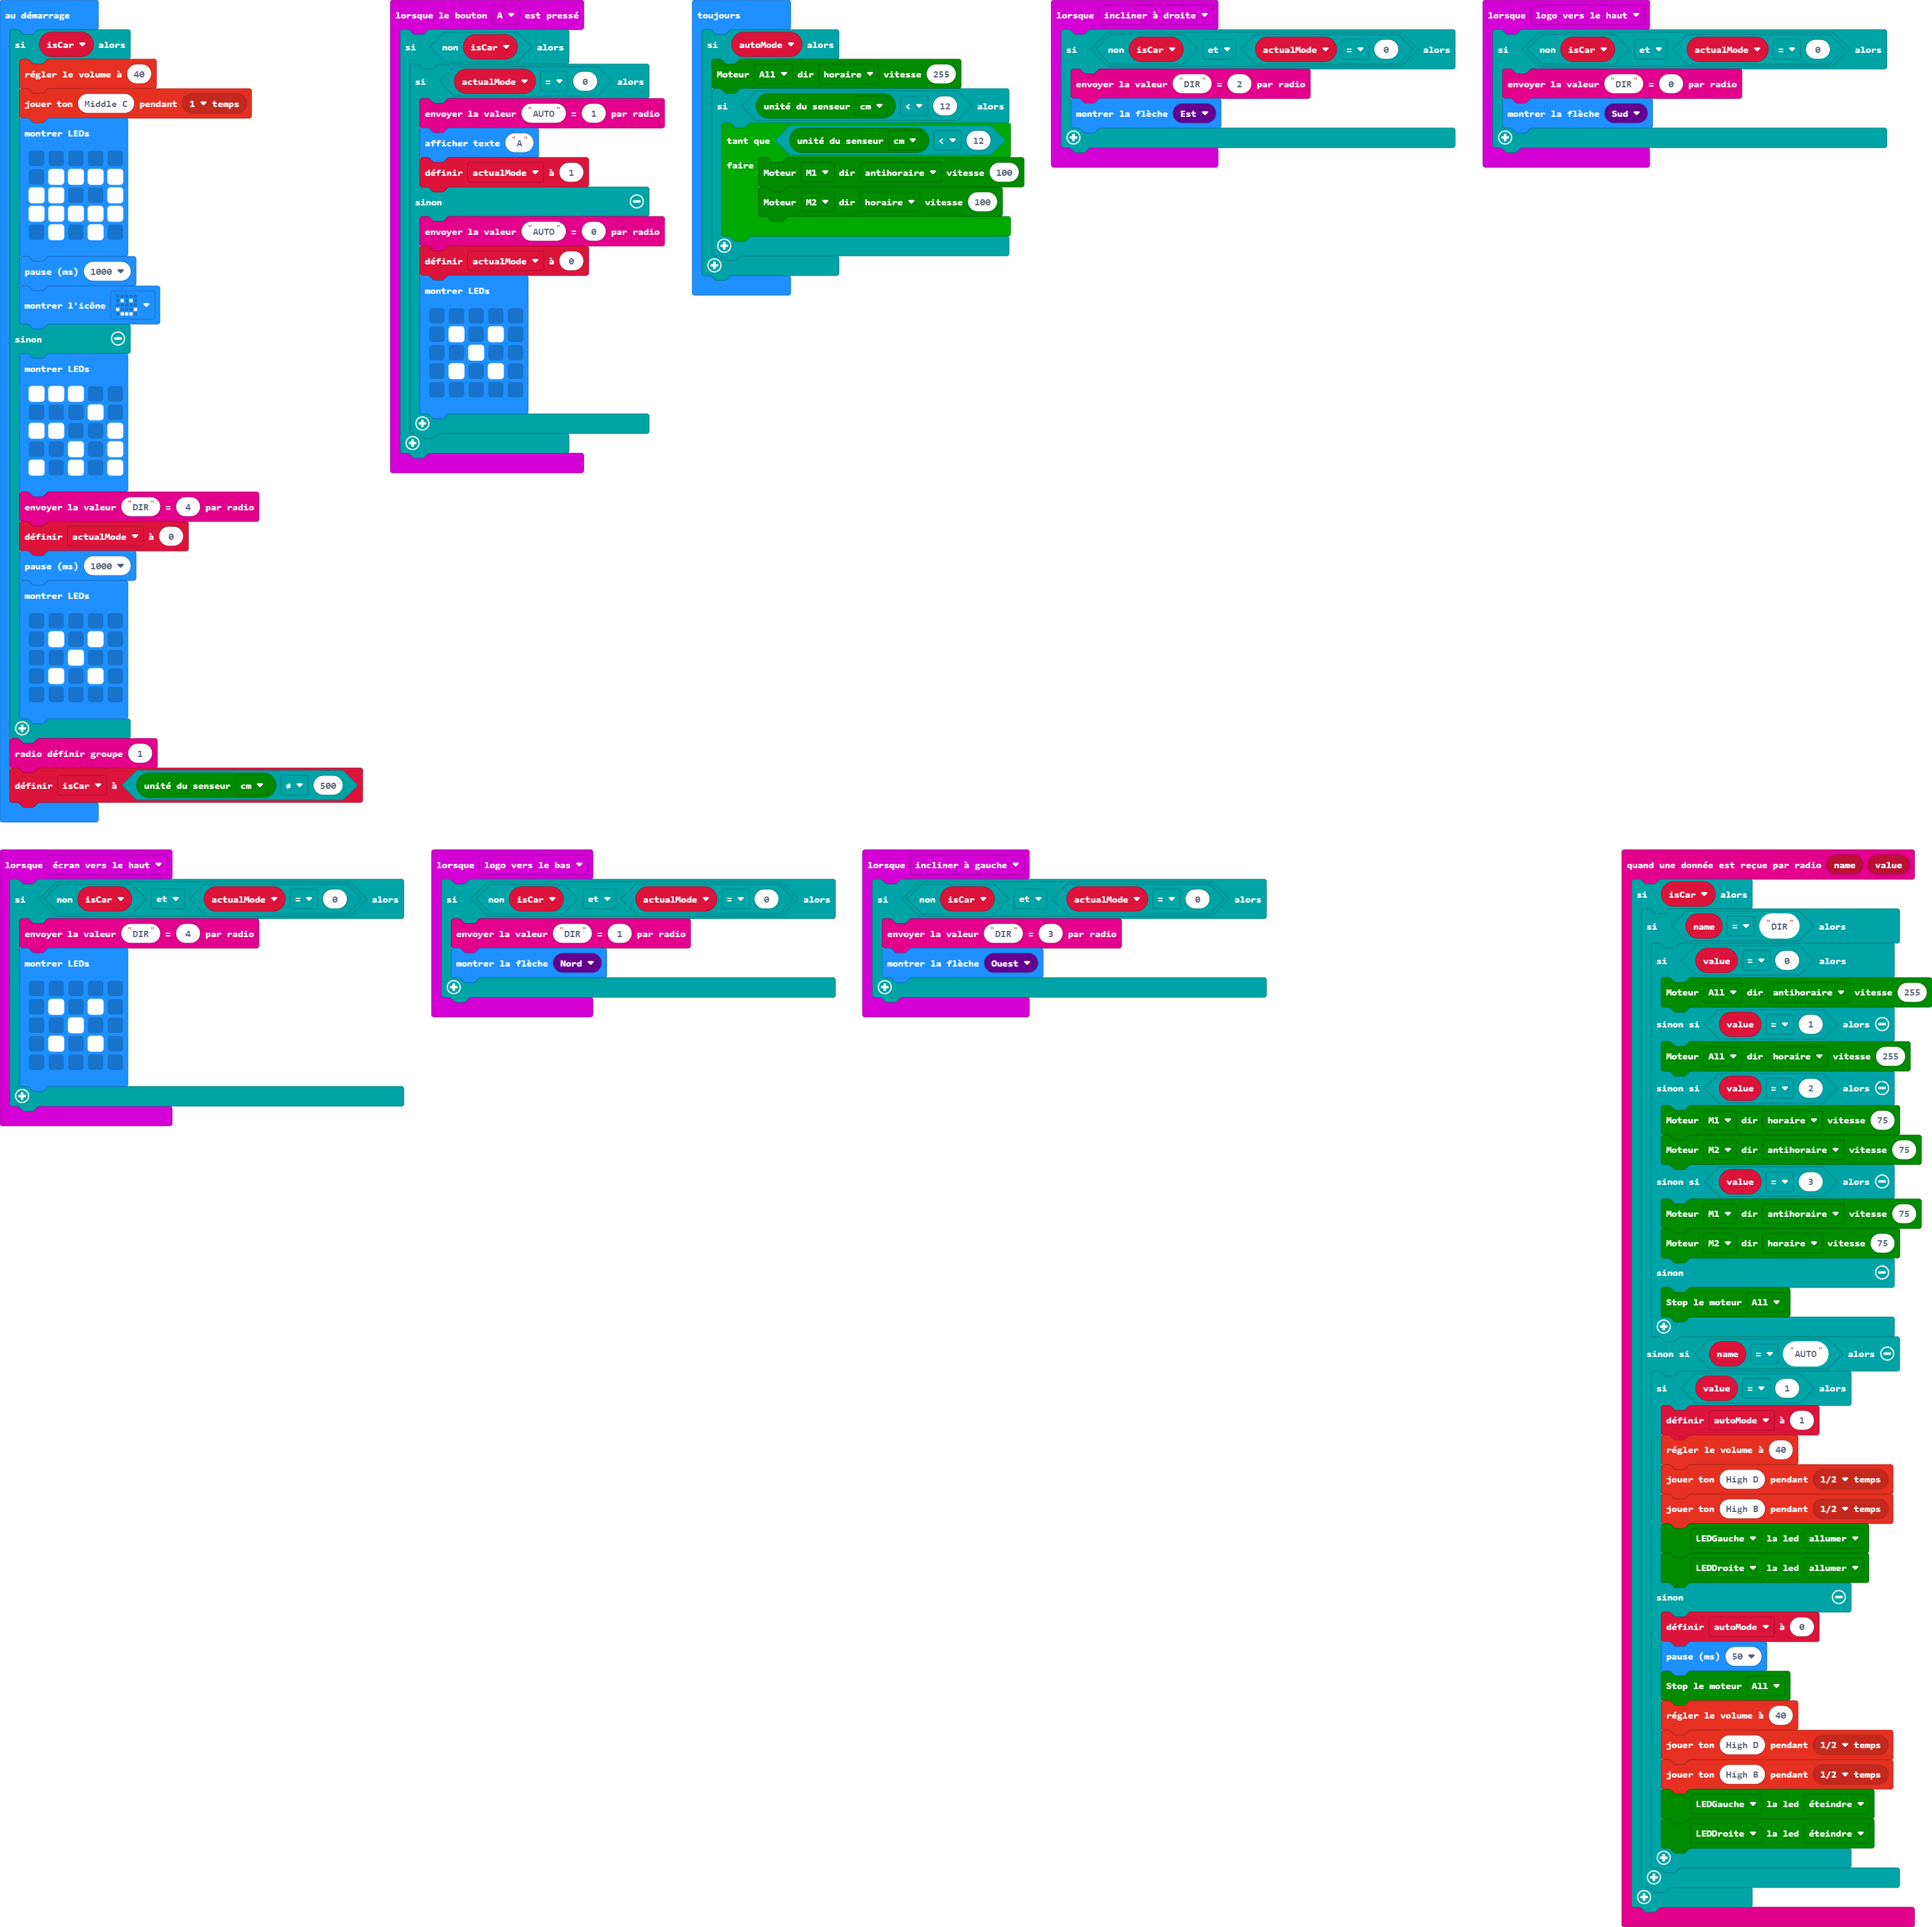 au démarrage
si isCar alors
régler le volume à 40
jouer ton Middle C pendant 1 temps
montrer LEDs
pause (ms) 1000
montrer l'icône
sinon
montrer LEDs
envoyer la valeur "DIR" = 4 par radio
définir actualMode à 0
pause (ms) 1000
montrer LEDs
radio définir groupe 1
définir isCar à unité du senseur cm ≠ 500
lorsque le bouton A est pressé
si non isCar alors
si actualMode = 0 alors
envoyer la valeur "AUTO" = 1 par radio
afficher texte "A"
définir actualMode à 1
sinon
envoyer la valeur "AUTO" = 0 par radio
définir actualMode à 0
montrer LEDs
toujours
si autoMode alors
Moteur All dir horaire vitesse 255
si unité du senseur cm < 12 alors
tant que unité du senseur cm < 12
faire Moteur M1 dir antihoraire vitesse 100
Moteur M2 dir horaire vitesse 100
lorsque incliner à droite
si non isCar et actualMode = 0 alors
envoyer la valeur "DIR" = 2 par radio
montrer la flèche Est
lorsque logo vers le haut
si non isCar et actualMode = 0 alors
envoyer la valeur "DIR" = 0 par radio
montrer la flèche Sud
lorsque écran vers le haut
si non isCar et actualMode = 0 alors
envoyer la valeur "DIR" = 4 par radio
montrer LEDs
lorsque logo vers le bas
si non isCar et actualMode = 0 alors
envoyer la valeur "DIR" = 1 par radio
montrer la flèche Nord
lorsque incliner à gauche
si non isCar et actualMode = 0 alors
envoyer la valeur "DIR" = 3 par radio
montrer la flèche Ouest
quand une donnée est reçue par radio name value
si isCar alors
si name = "DIR" alors
si value = 0 alors
Moteur All dir antihoraire vitesse 255
sinon si value = 1 alors
Moteur All dir horaire vitesse 255
sinon si value = 2 alors
Moteur M1 dir horaire vitesse 75
Moteur M2 dir antihoraire vitesse 75
sinon si value = 3 alors
Moteur M1 dir antihoraire vitesse 75
Moteur M2 dir horaire vitesse 75
sinon
Stop le moteur All
sinon si name = "AUTO" alors
si value = 1 alors
définir autoMode à 1
régler le volume à 40
jouer ton High D pendant 1/2 temps
jouer ton High B pendant 1/2 temps
LEDGauche la led allumer
LEDDroite la led allumer
sinon
définir autoMode à 0
pause (ms) 50
Stop le moteur All
régler le volume à 40
jouer ton High D pendant 1/2 temps
jouer ton High B pendant 1/2 temps
LEDGauche la led éteindre
LEDDroite la led éteindre